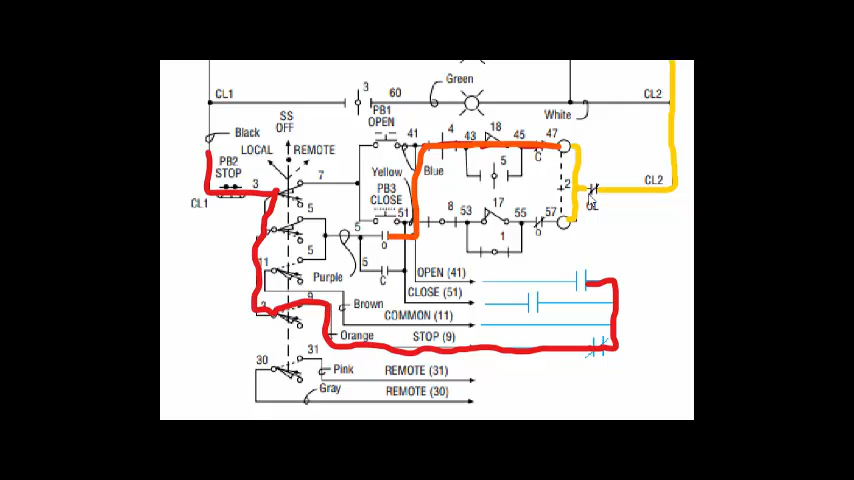 Green
CL1
3
60
CL2
White
SS
OFF
PB1
OPEN
Black
41
4
43
18
45
47
C
LOCAL
REMOTE
PB2
STOP
3
7
Yellow
Blue
5
2
CL2
CL1
PB3
CLOSE
OL
5
51
8
53
17
55
57
5
O
O
1
5
5
C
11
Purple
OPEN (41)
CLOSE (51)
3
9
Brown
COMMON (11)
Orange
STOP (9)
30
31
Pink
REMOTE (31)
Gray
REMOTE (30)